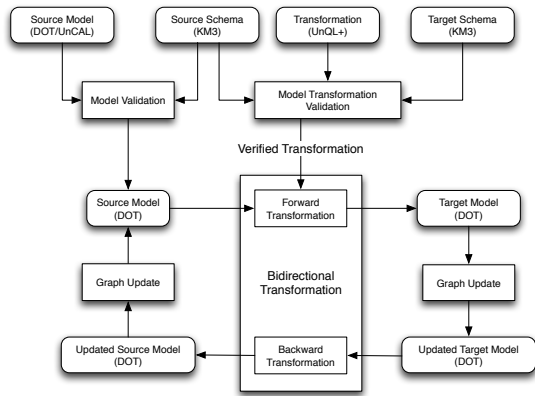 Source Model
(DOT/UnCAL)
Source Schema
(KM3)
Transformation
(UnQL+)
Target Schema
(KM3)
Model Validation
Model Transformation
Validation
Verified Transformation
Source Model
(DOT)
Forward
Transformation
Target Model
(DOT)
Graph Update
Bidirectional
Transformation
Graph Update
Updated Source Model
(DOT)
Backward
Transformation
Updated Target Model
(DOT)